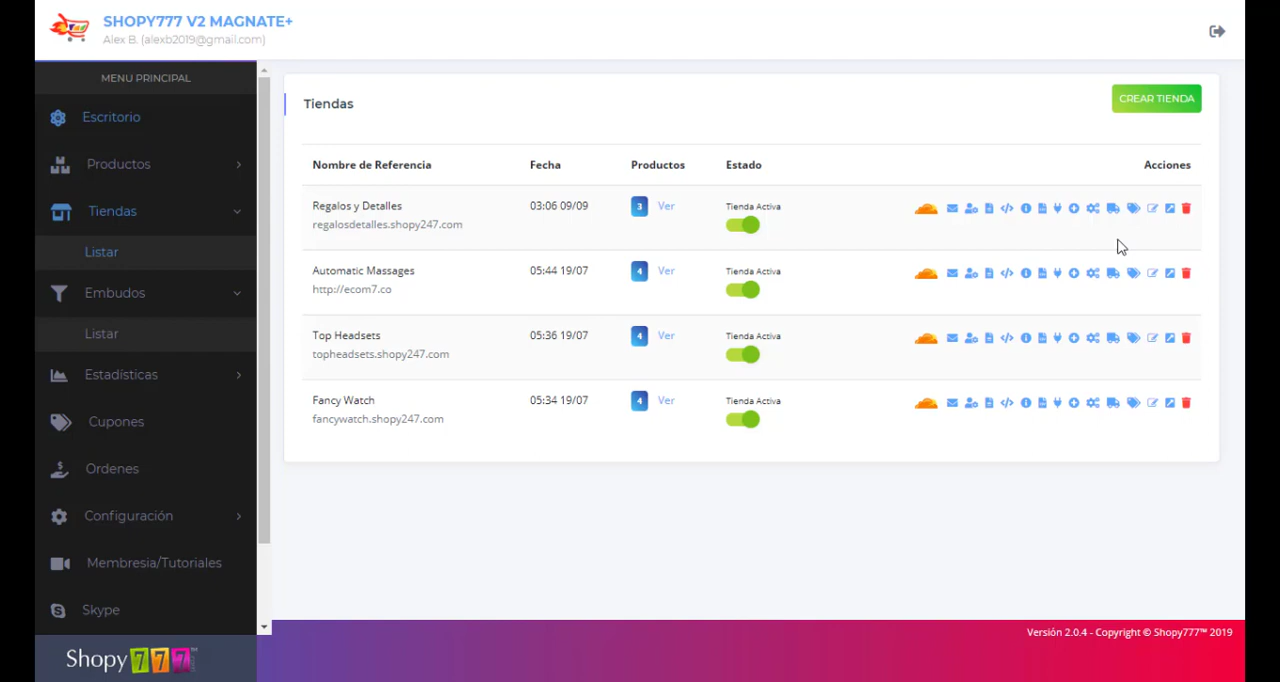 SHOPY777 V2 MAGNATE+
Alex B. (alexb2019@gmail.com)
MENU PRINCIPAL
Escritorio
Productos
Tiendas
Listar
Embudos
Listar
Estadísticas
Cupones
Ordenes
Configuración
Membresia/Tutoriales
Skype
Shopy777™
Tiendas
CREAR TIENDA
Nombre de Referencia Fecha Productos Estado Acciones
Regalos y Detalles 03:06 09/09 3 Ver Tienda Activa
regalosdetalles.shopy247.com
Automatic Massages 05:44 19/07 4 Ver Tienda Activa
http://ecom7.co
Top Headsets 05:36 19/07 4 Ver Tienda Activa
topheadsets.shopy247.com
Fancy Watch 05:34 19/07 4 Ver Tienda Activa
fancywatch.shopy247.com
Versión 2.0.4 - Copyright © Shopy777™ 2019